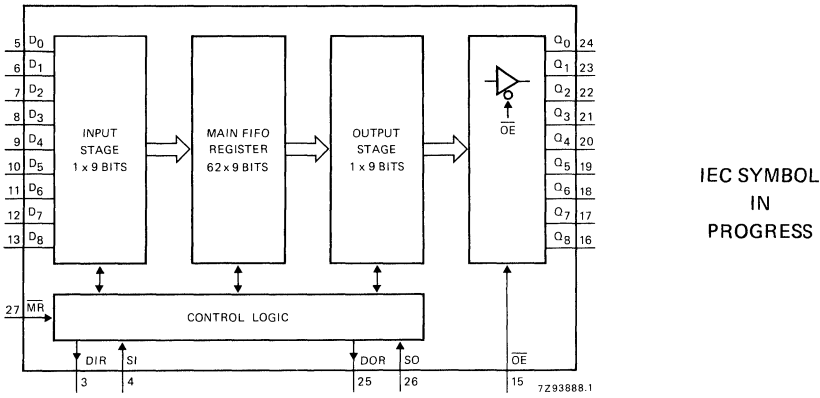 5 D0
6 D1
7 D2
8 D3
9 D4
10 D5
11 D6
12 D7
13 D8
INPUT
STAGE
1 x 9 BITS
MAIN FIFO
REGISTER
62 x 9 BITS
OUTPUT
STAGE
1 x 9 BITS
OE
Q0 24
Q1 23
Q2 22
Q3 21
Q4 20
Q5 19
Q6 18
Q7 17
Q8 16
27 MR
CONTROL LOGIC
DIR SI DOR SO OE
3 4 25 26 15
7Z93888.1
IEC SYMBOL
IN
PROGRESS